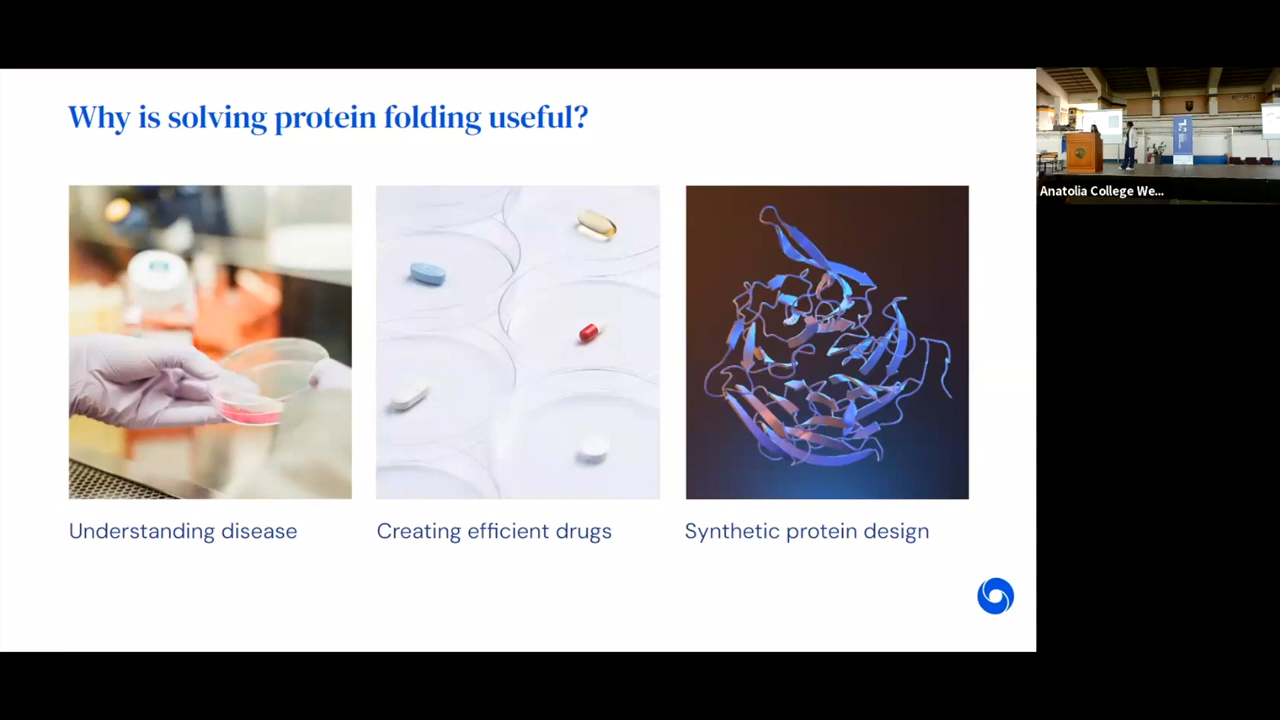 Why is solving protein folding useful?
Understanding disease
Creating efficient drugs
Synthetic protein design
Anatolia College We...